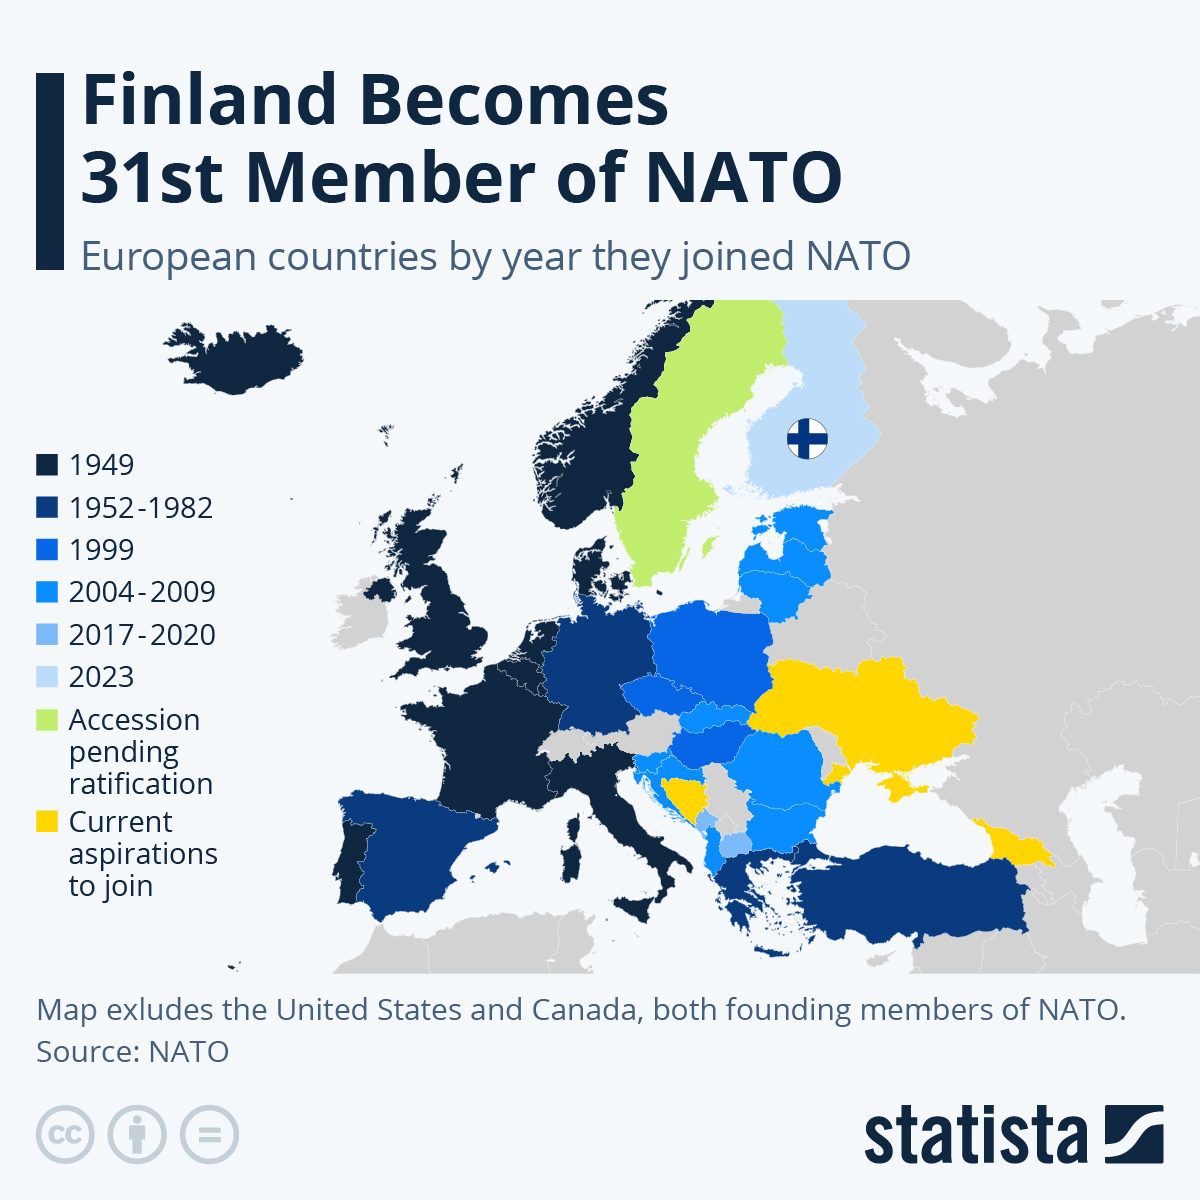 Finland Becomes
31st Member of NATO
European countries by year they joined NATO
1949
1952-1982
1999
2004-2009
2017-2020
2023
Accession
pending
ratification
Current
aspirations
to join
Map exludes the United States and Canada, both founding members of NATO.
Source: NATO
cc
statista